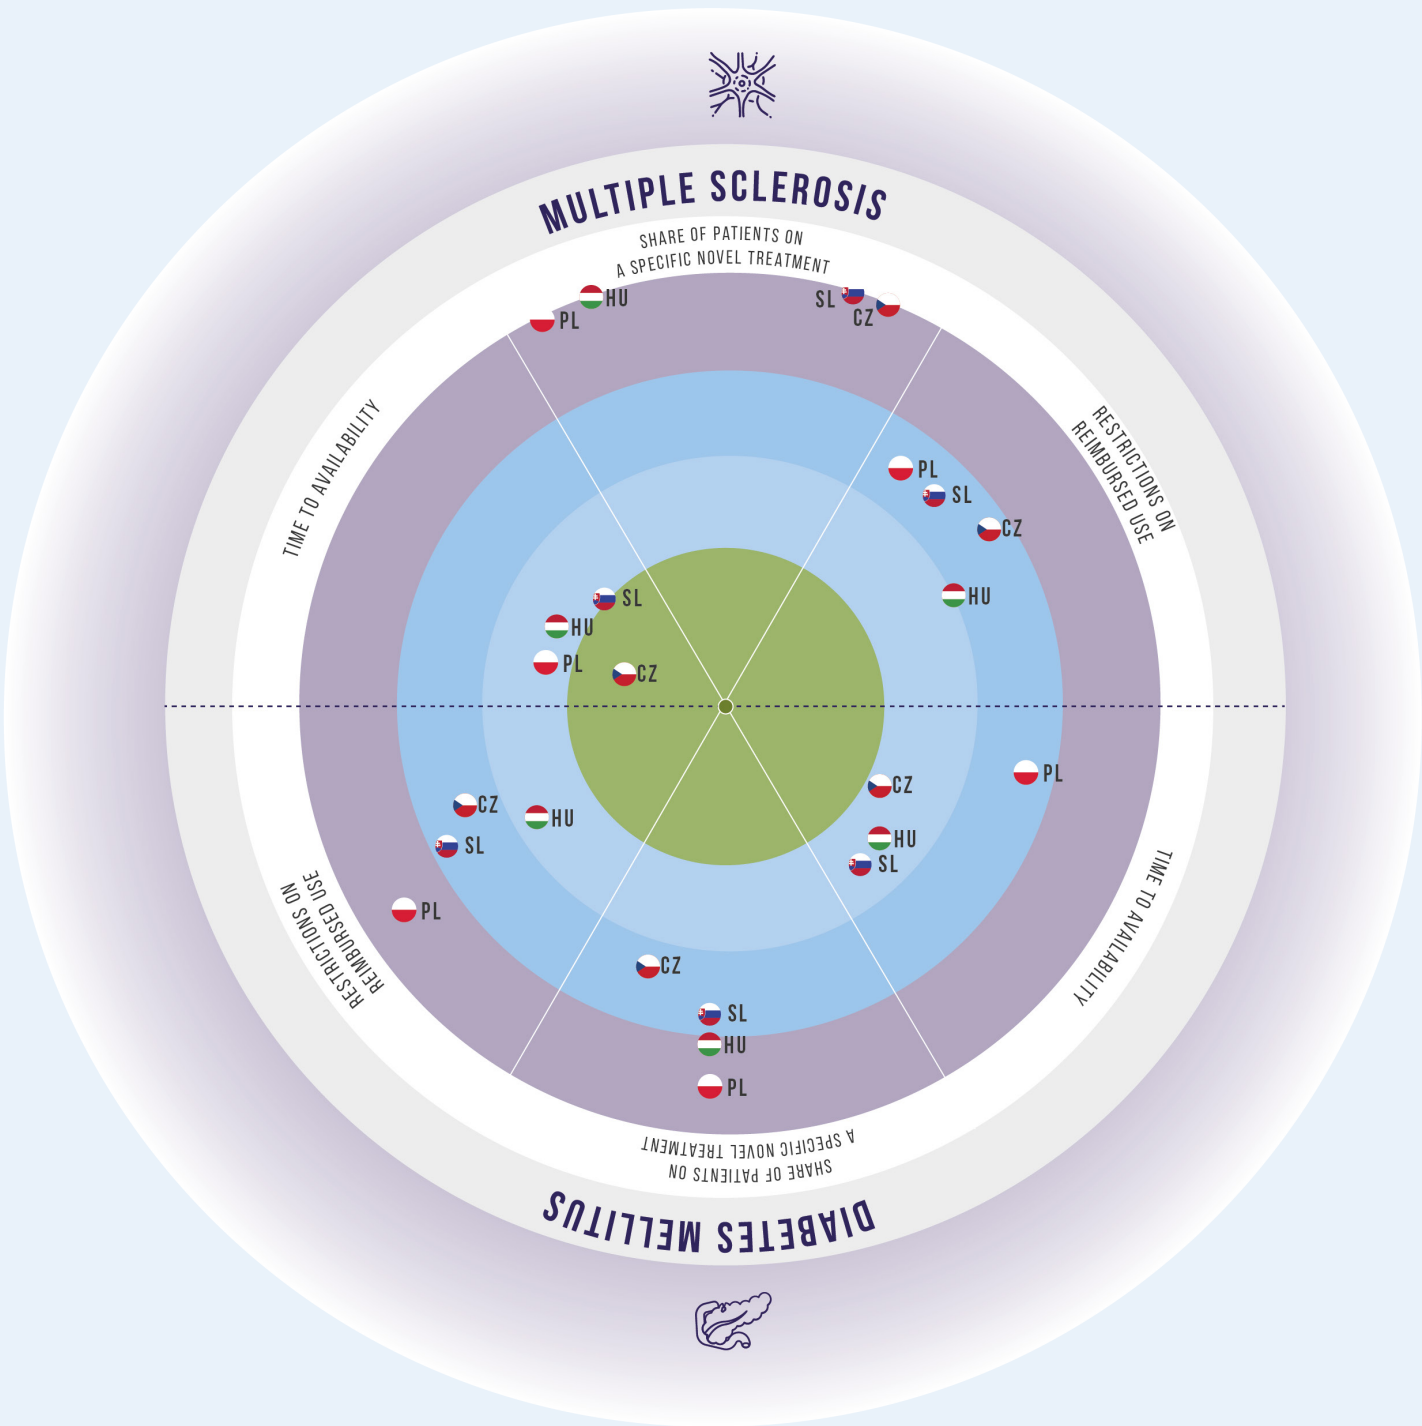 MULTIPLE SCLEROSIS
SHARE OF PATIENTS ON
A SPECIFIC NOVEL TREATMENT
HU
PL
SL
CZ
TIME TO AVAILABILITY
RESTRICTIONS ON
REIMBURSED USE
PL
SL
CZ
HU
SL
HU
PL
CZ
CZ
HU
SL
PL
CZ
HU
SL
PL
RESTRICTIONS ON
REIMBURSED USE
TIME TO AVAILABILITY
CZ
SL
HU
PL
SHARE OF PATIENTS ON
A SPECIFIC NOVEL TREATMENT
DIABETES MELLITUS